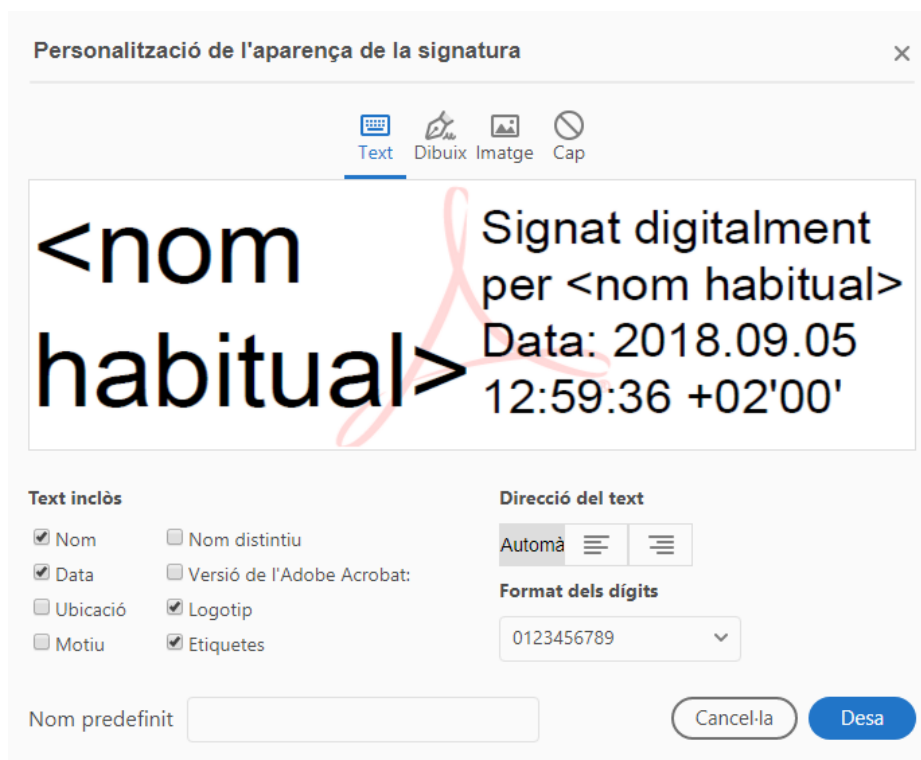 Personalització de l'aparença de la signatura
Text Dibuix Imatge Cap
<nom
habitual>
Signat digitalment
per <nom habitual>
Data: 2018.09.05
12:59:36 +02'00'
Text inclòs
Nom Nom distintiu
Data Versió de l'Adobe Acrobat:
Ubicació Logotip
Motiu Etiquetes
Direcció del text
Automà
Format dels dígits
0123456789
Nom predefinit
Cancel·la Desa